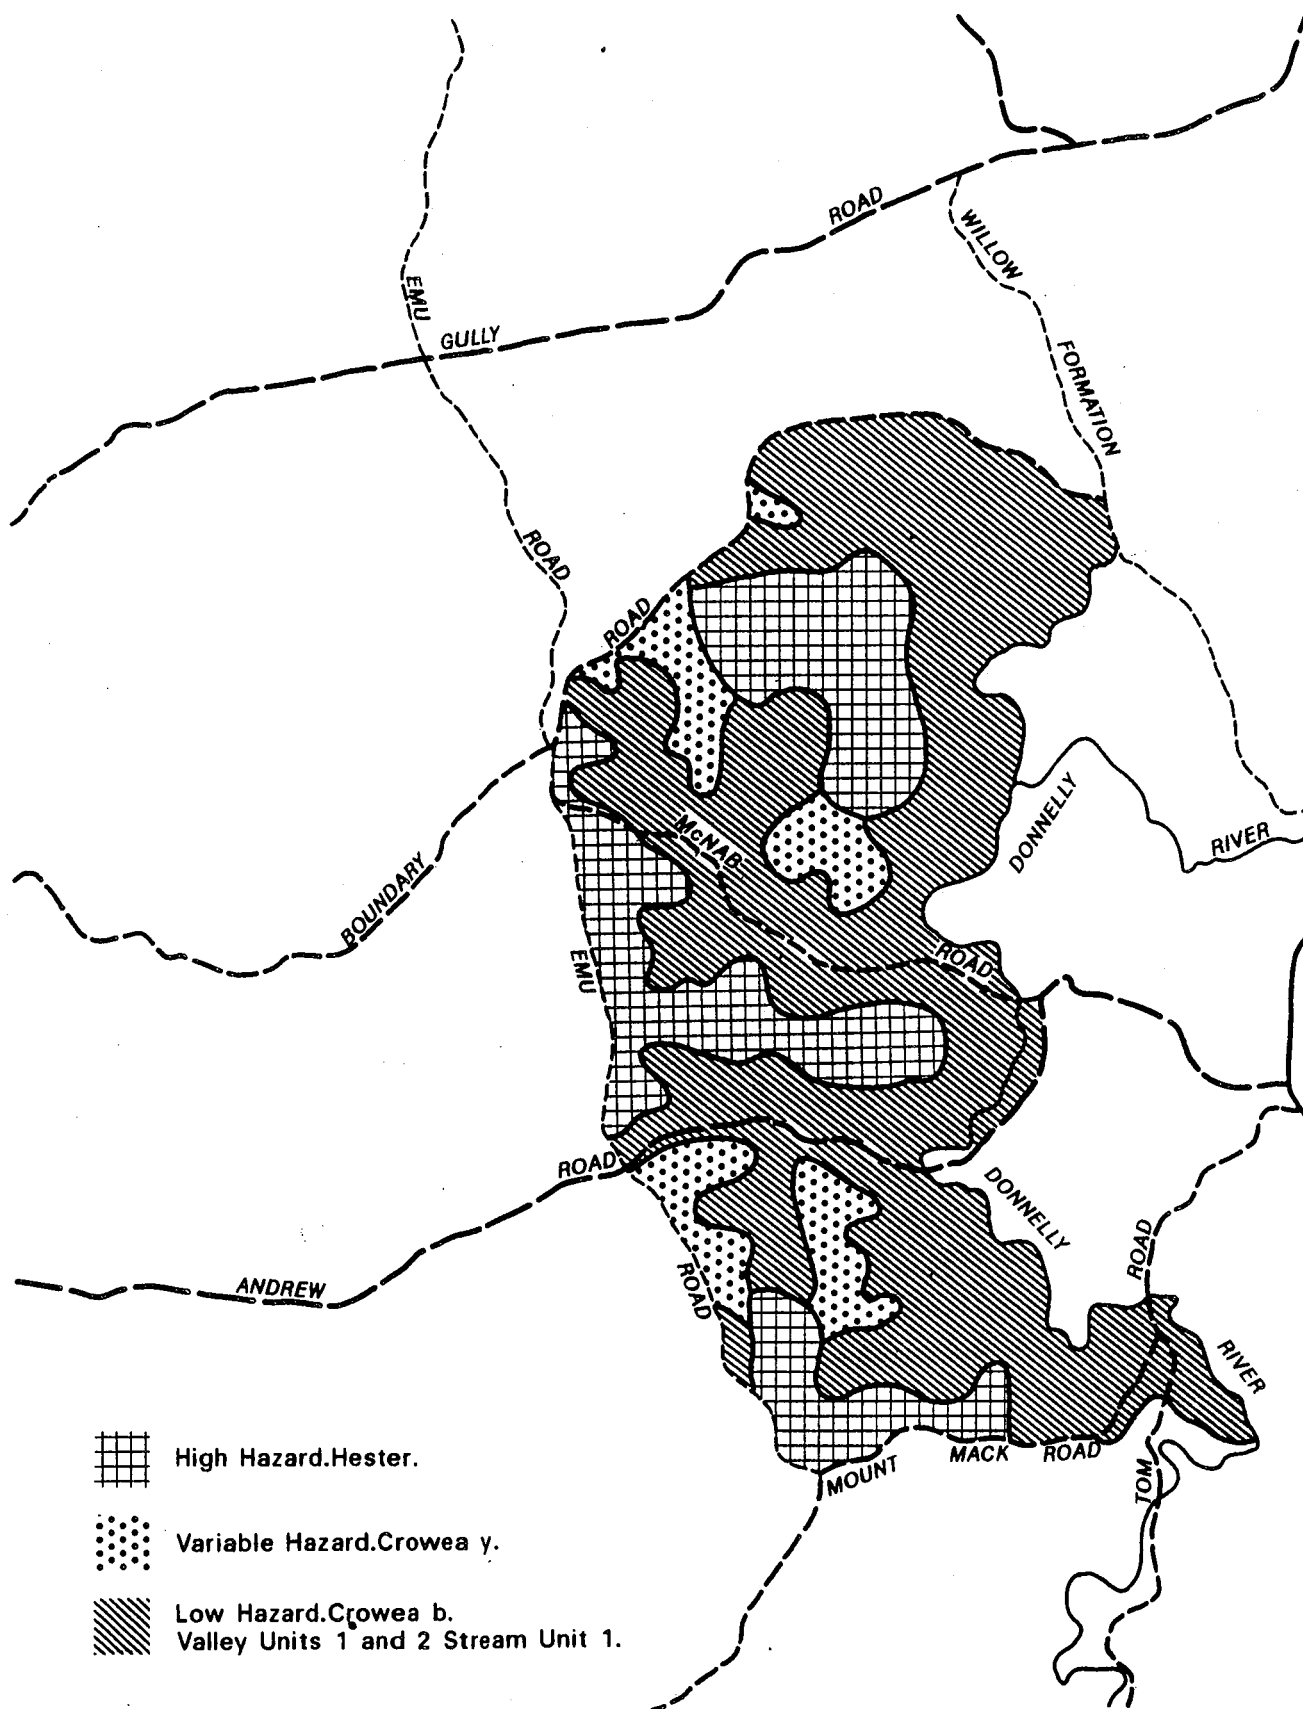 ROAD
WILLOW
EMU
GULLY
FORMATION
ROAD
ROAD
DONNELLY
RIVER
McNAB
BOUNDARY
ROAD
EMU
ROAD
DONNELLY
ROAD
ROAD
ANDREW
RIVER
High Hazard.Hester.
MACK ROAD
MOUNT
TOM
Variable Hazard.Crowea y.
Low Hazard.Crowea b.
Valley Units 1 and 2 Stream Unit 1.